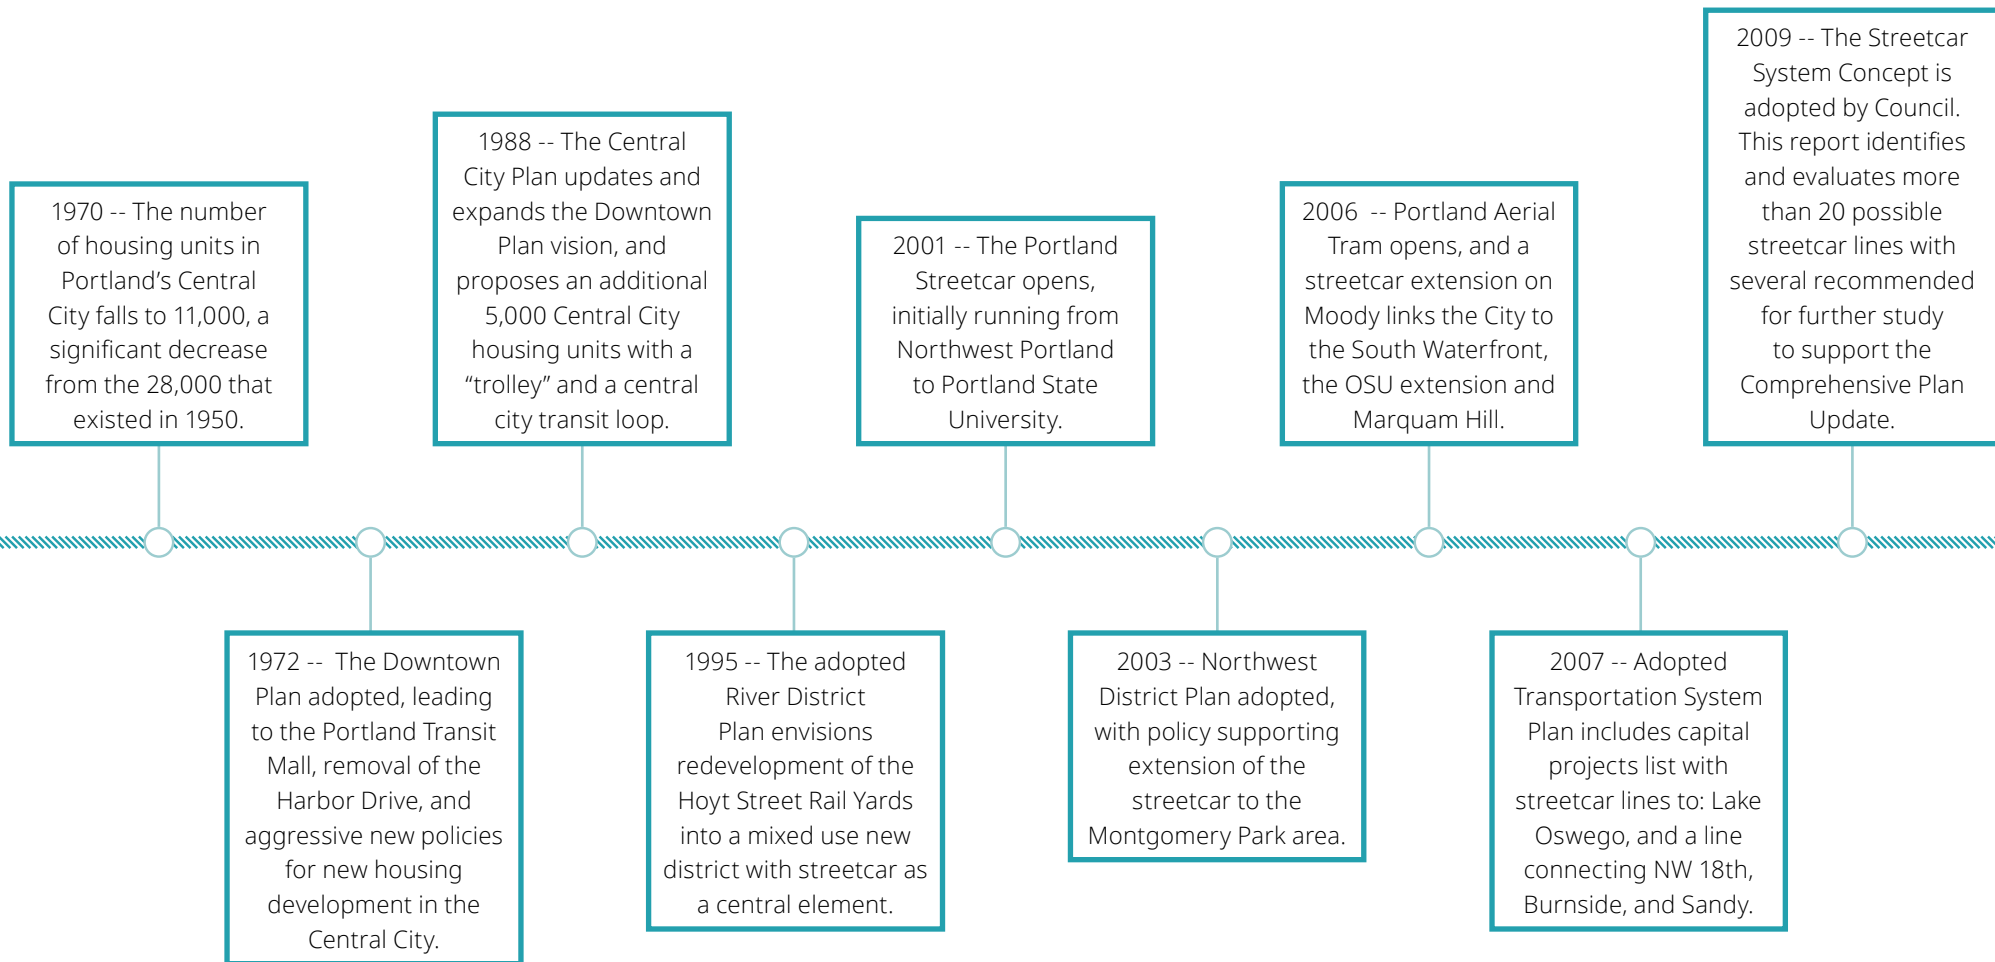 1970 -- The number
of housing units in
Portland’s Central
City falls to 11,000, a
significant decrease
from the 28,000 that
existed in 1950.
1972 --  The Downtown
Plan adopted, leading
to the Portland Transit
Mall, removal of the
Harbor Drive, and
aggressive new policies
for new housing
development in the
Central City.
1988 -- The Central
City Plan updates and
expands the Downtown
Plan vision, and
proposes an additional
5,000 Central City
housing units with a
“trolley” and a central
city transit loop.
1995 -- The adopted
River District
Plan envisions
redevelopment of the
Hoyt Street Rail Yards
into a mixed use new
district with streetcar as
a central element.
2001 -- The Portland
Streetcar opens,
initially running from
Northwest Portland
to Portland State
University.
2003 -- Northwest
District Plan adopted,
with policy supporting
extension of the
streetcar to the
Montgomery Park area.
2006  -- Portland Aerial
Tram opens, and a
streetcar extension on
Moody links the City to
the South Waterfront,
the OSU extension and
Marquam Hill.
2007 -- Adopted
Transportation System
Plan includes capital
projects list with
streetcar lines to: Lake
Oswego, and a line
connecting NW 18th,
Burnside, and Sandy.
2009 -- The Streetcar
System Concept is
adopted by Council.
This report identifies
and evaluates more
than 20 possible
streetcar lines with
several recommended
for further study
to support the
Comprehensive Plan
Update.